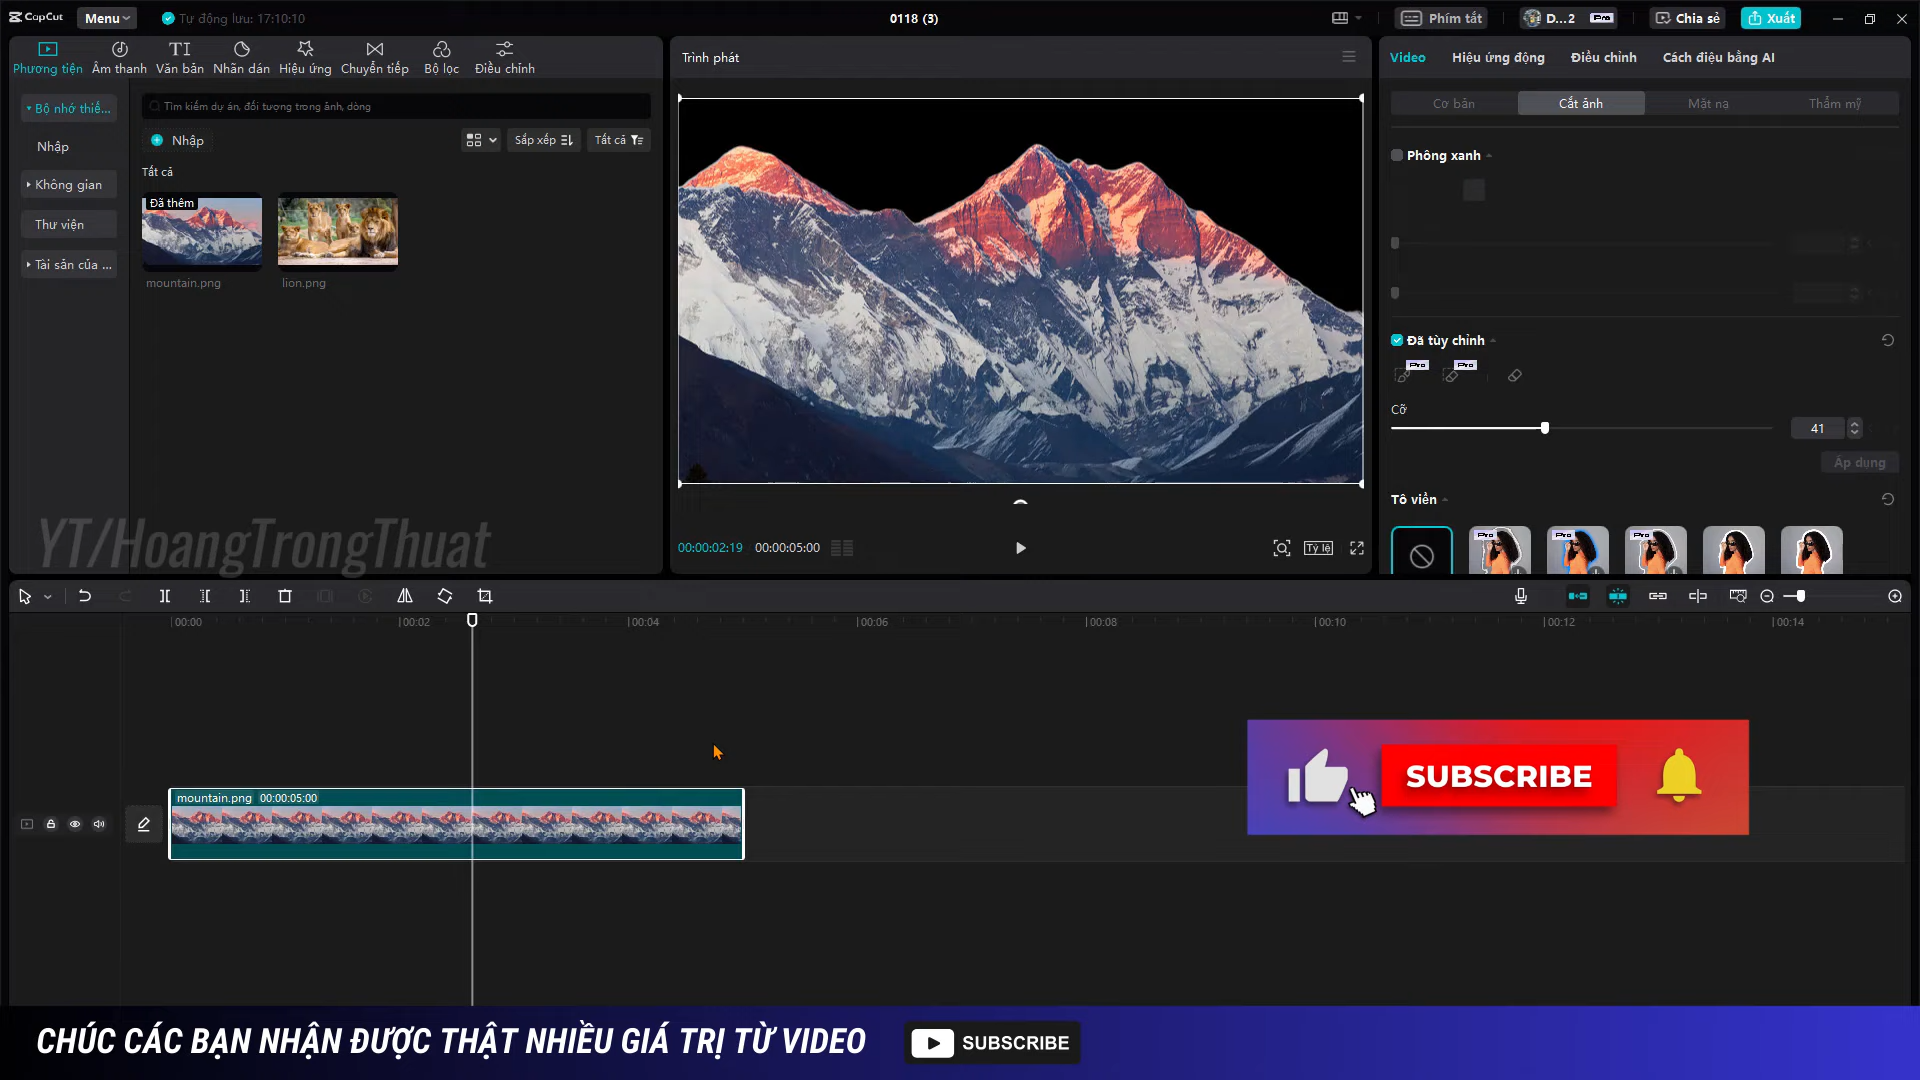 CapCut
Menu
Tự động lưu: 17:10:10
0118 (3)
Phím tắt
D...2
Pro
Chia sẻ
Xuất
Phương tiện
Âm thanh
Văn bản
Nhãn dán
Hiệu ứng
Chuyển tiếp
Bộ lọc
Điều chỉnh
Bộ nhớ thiế...
Nhập
Không gian
Thư viện
Tài sản của ...
Tìm kiếm dự án, đối tượng trong ảnh, dòng
Nhập
Sắp xếp
Tất cả
Tất cả
Đã thêm
mountain.png
lion.png
YT/HoangTrongThuat
Trình phát
00:00:02:19
00:00:05:00
Tỷ lệ
Video
Hiệu ứng động
Điều chỉnh
Cách điệu bằng AI
Cơ bản
Cắt ảnh
Mặt nạ
Thẩm mỹ
Phông xanh
Đã tùy chỉnh
Pro
Pro
Cỡ
41
Áp dụng
Tô viền
Pro
Pro
Pro
00:00
00:02
00:04
00:06
00:08
00:10
00:12
00:14
mountain.png 00:00:05:00
SUBSCRIBE
CHÚC CÁC BẠN NHẬN ĐƯỢC THẬT NHIỀU GIÁ TRỊ TỪ VIDEO
SUBSCRIBE